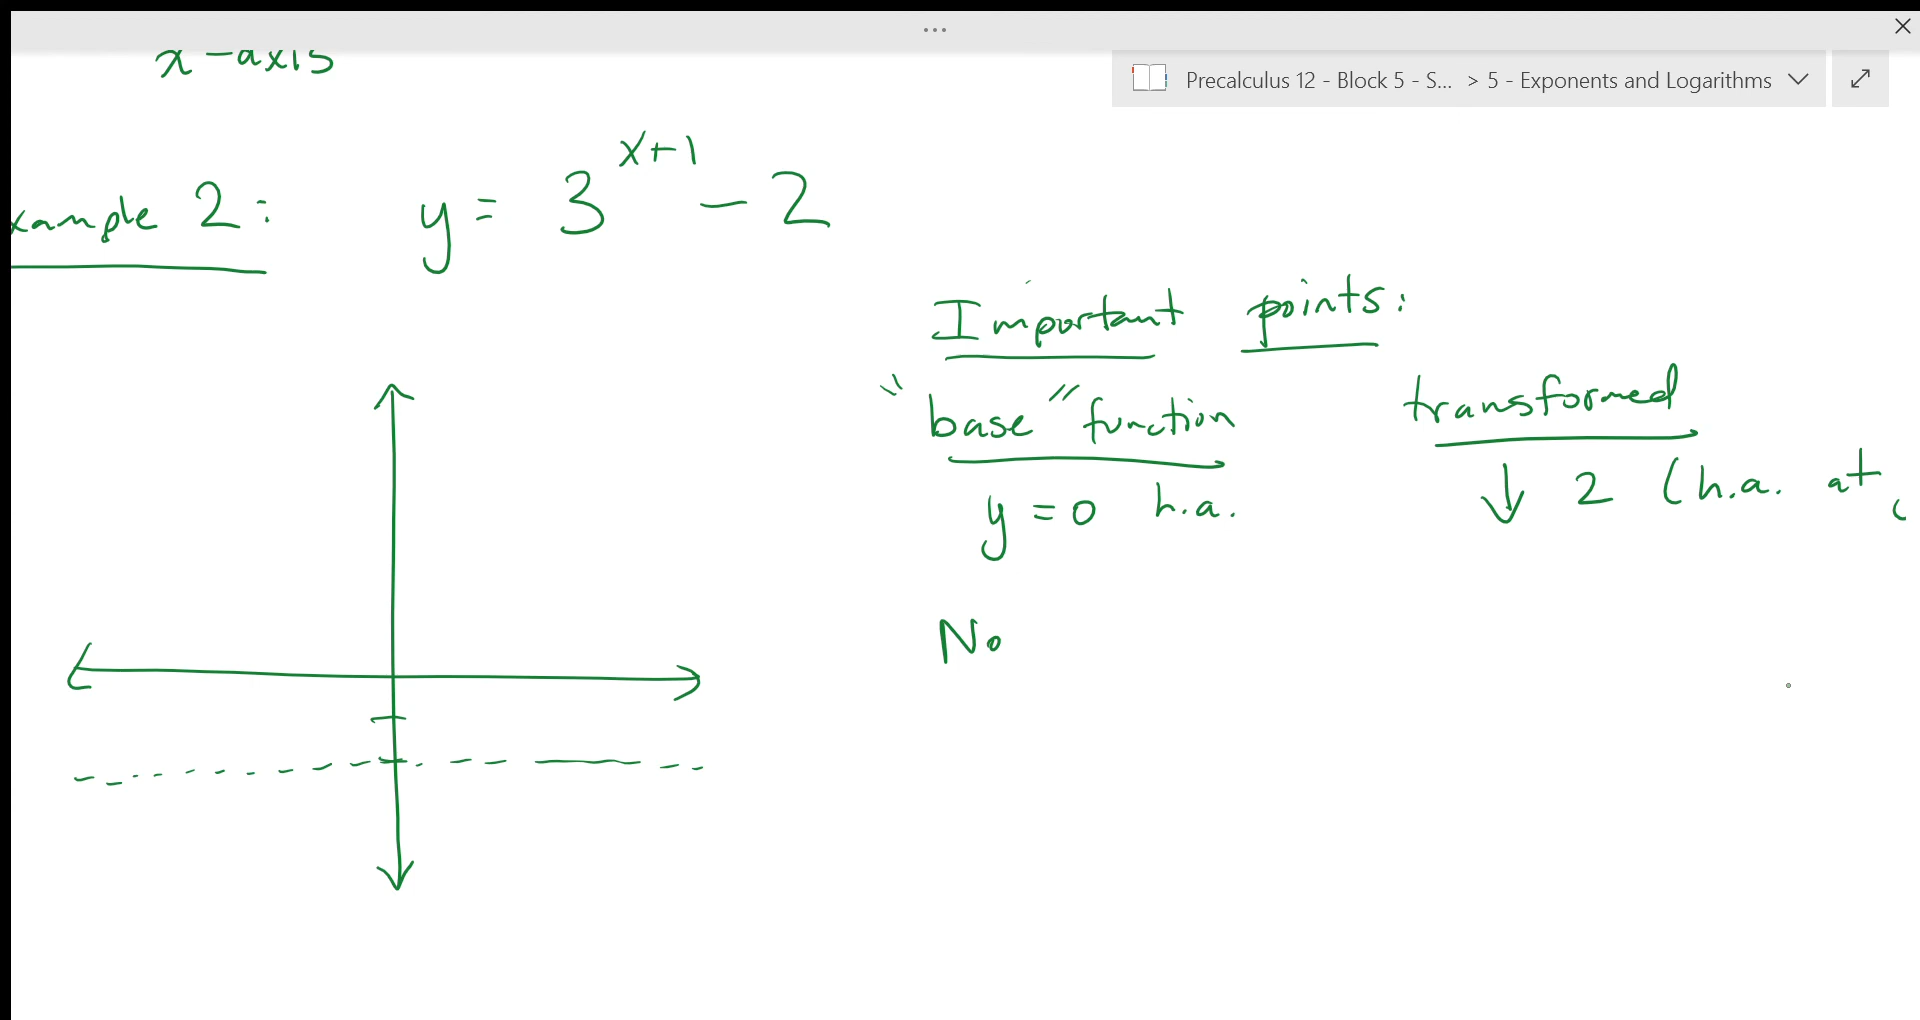 x-axis
Precalculus 12 - Block 5 - S... > 5 - Exponents and Logarithms
xample 2: y = 3^{x+1} - 2
Important points:
"base" function transformed
y = 0 h.a. ↓ 2 (h.a. at
No